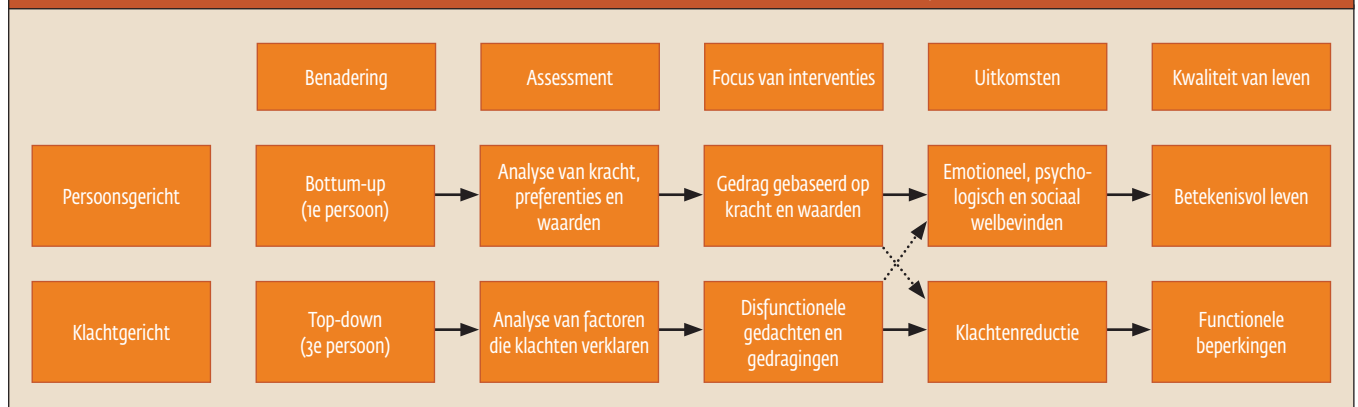 Benadering
Assessment
Focus van interventies
Uitkomsten
Kwaliteit van leven
Persoonsgericht
Bottum-up
(1e persoon)
Analyse van kracht,
preferenties en
waarden
Gedrag gebaseerd op
kracht en waarden
Emotioneel, psycho-
logisch en sociaal
welbevinden
Betekenisvol leven
Klachtgericht
Top-down
(3e persoon)
Analyse van factoren
die klachten verklaren
Disfunctionele
gedachten en
gedragingen
Klachtenreductie
Functionele
beperkingen